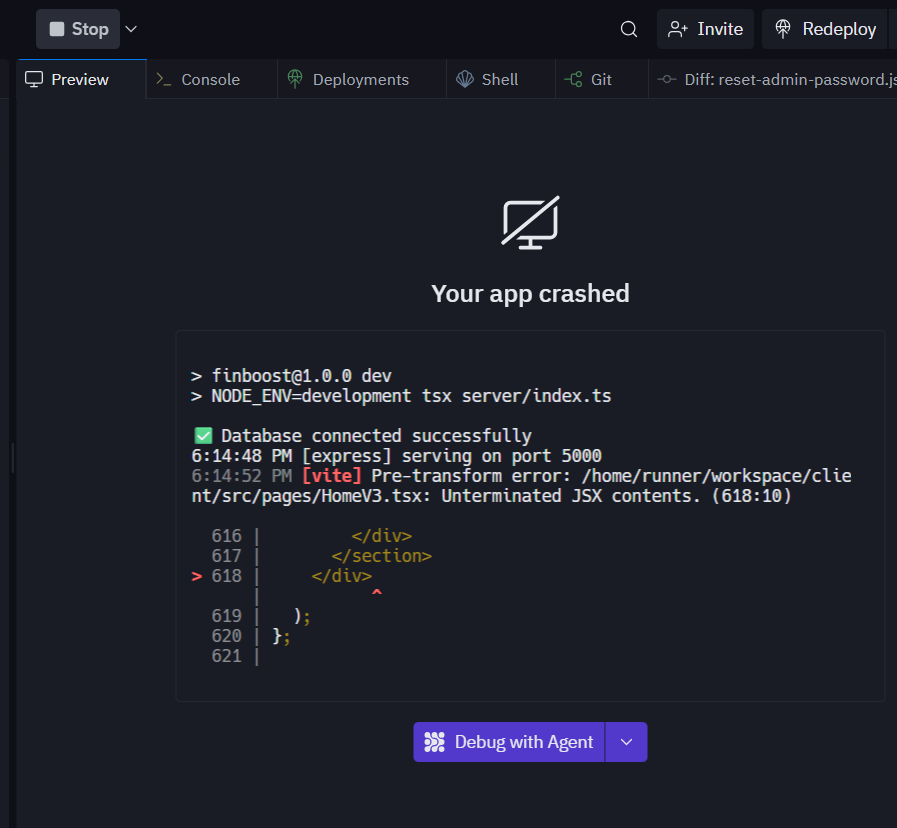 Stop
Invite
Redeploy
Preview
Console
Deployments
Shell
Git
Diff: reset-admin-password.js
Your app crashed
> finboost@1.0.0 dev
> NODE_ENV=development tsx server/index.ts
✅ Database connected successfully
6:14:48 PM [express] serving on port 5000
6:14:52 PM [vite] Pre-transform error: /home/runner/workspace/clie
nt/src/pages/HomeV3.tsx: Unterminated JSX contents. (618:10)
616 |         </div>
617 |       </section>
> 618 |     </div>
|           ^
619 |   );
620 | };
621 |
Debug with Agent